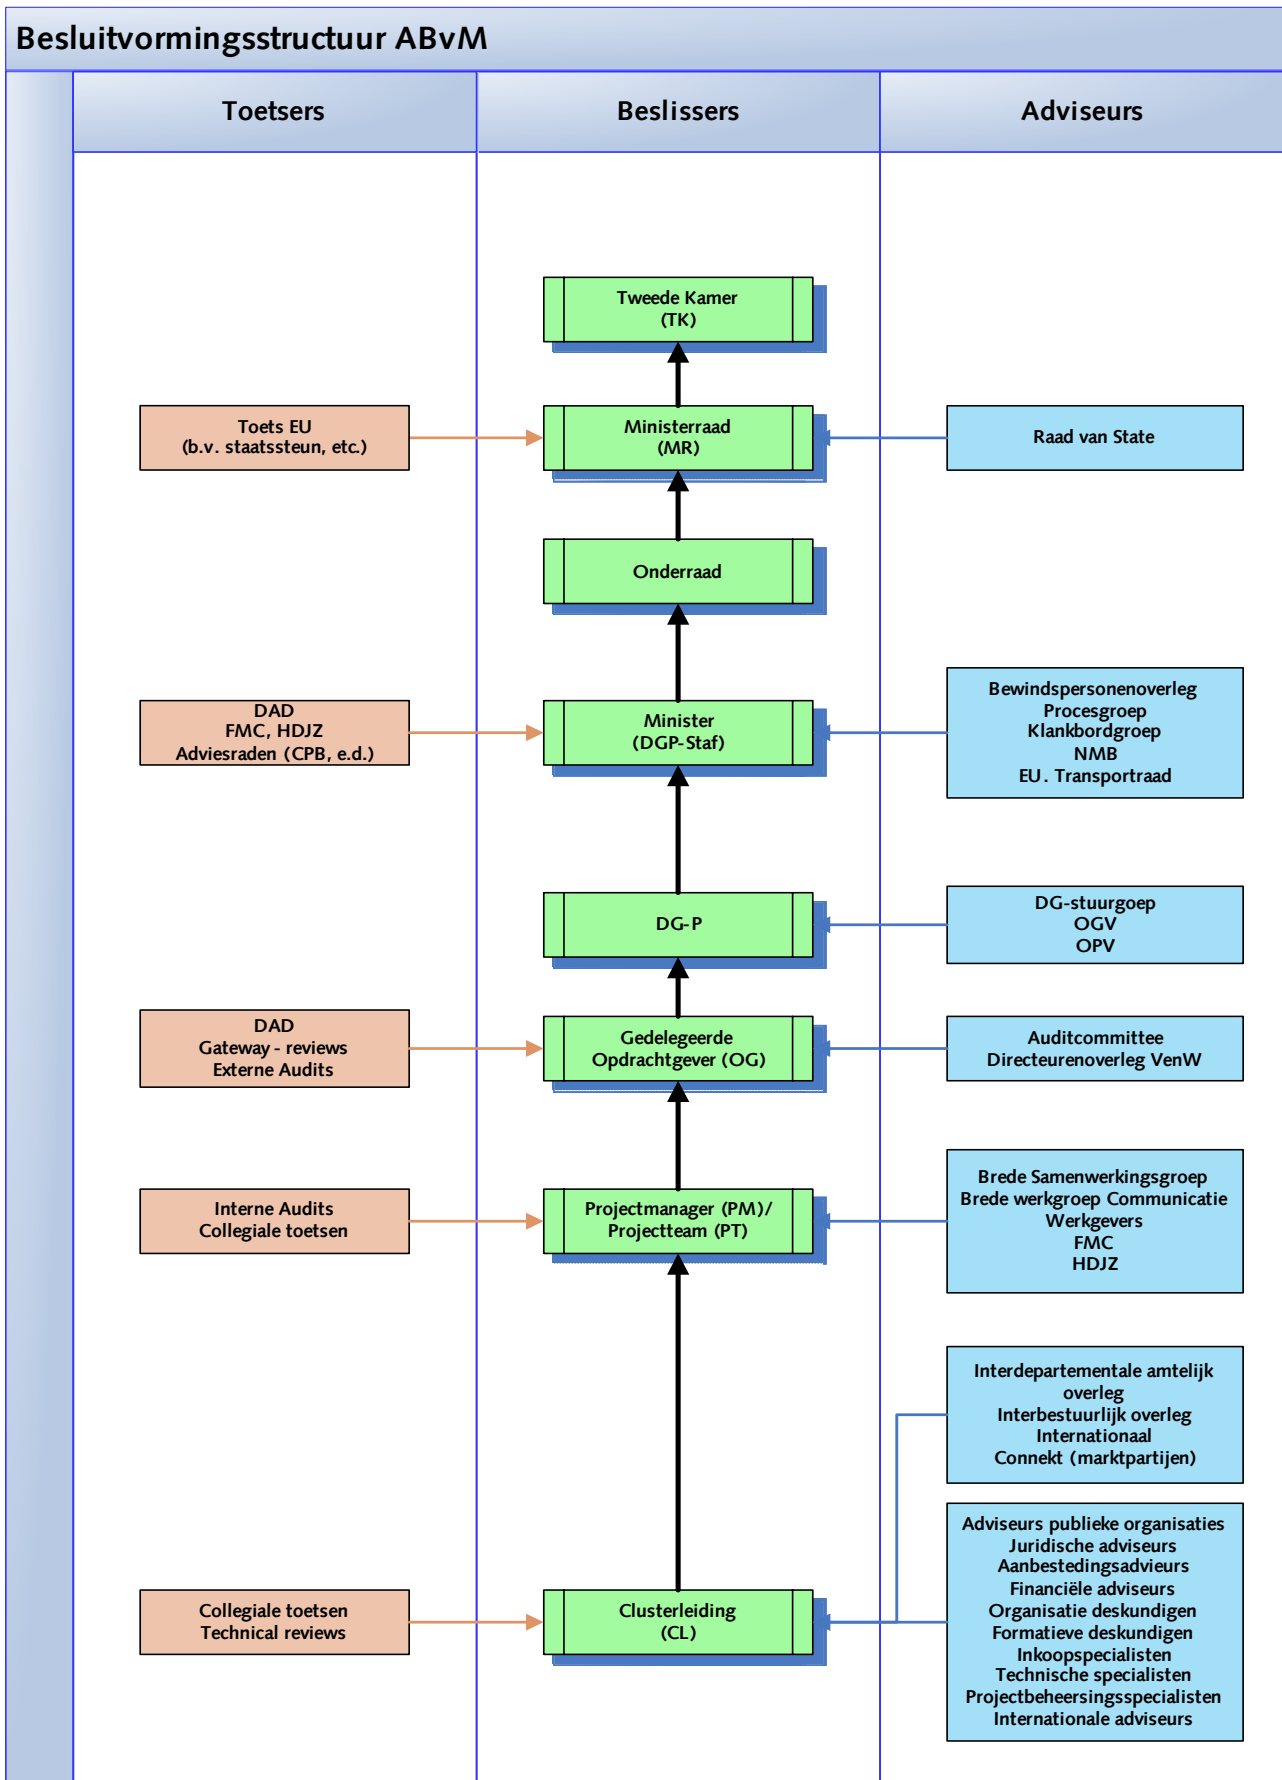 Besluitvormingsstructuur ABvM
Toetsers
Beslissers
Adviseurs
Tweede Kamer
(TK)
Toets EU
(b.v. staatssteun, etc.)
Ministerraad
(MR)
Raad van State
Onderraad
DAD
FMC, HDJZ
Adviesraden (CPB, e.d.)
Minister
(DGP-Staf)
Bewindspersonenoverleg
Procesgroep
Klankbordgroep
NMB
EU. Transportraad
DG-P
DG-stuurgoep
OGV
OPV
DAD
Gateway - reviews
Externe Audits
Gedelegeerde
Opdrachtgever (OG)
Auditcommittee
Directeurenoverleg VenW
Interne Audits
Collegiale toetsen
Projectmanager (PM)/
Projectteam (PT)
Brede Samenwerkingsgroep
Brede werkgroep Communicatie
Werkgevers
FMC
HDJZ
Interdepartementale amtelijk
overleg
Interbestuurlijk overleg
Internationaal
Connekt (marktpartijen)
Collegiale toetsen
Technical reviews
Clusterleiding
(CL)
Adviseurs publieke organisaties
Juridische adviseurs
Aanbestedingsadvieurs
Financiële adviseurs
Organisatie deskundigen
Formatieve deskundigen
Inkoopspecialisten
Technische specialisten
Projectbeheersingsspecialisten
Internationale adviseurs